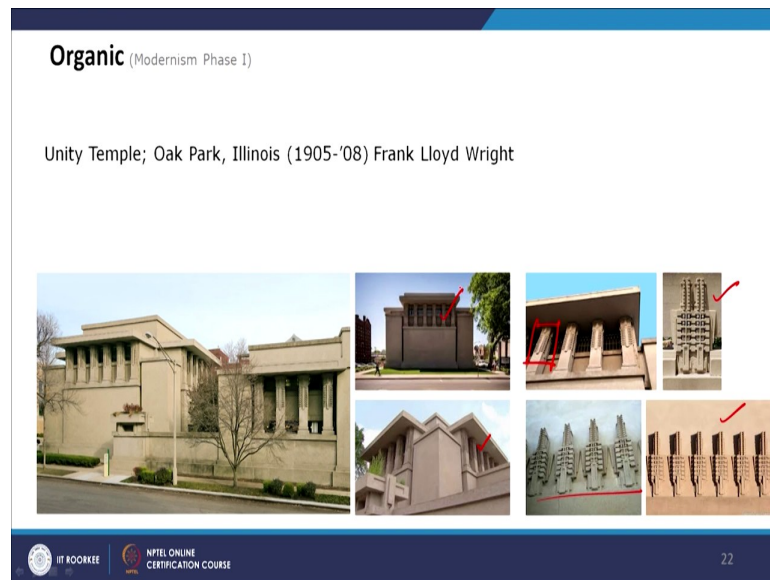 Organic (Modernism Phase I)
Unity Temple; Oak Park, Illinois (1905-'08) Frank Lloyd Wright
IIT ROORKEE
NPTEL ONLINE
CERTIFICATION COURSE
22